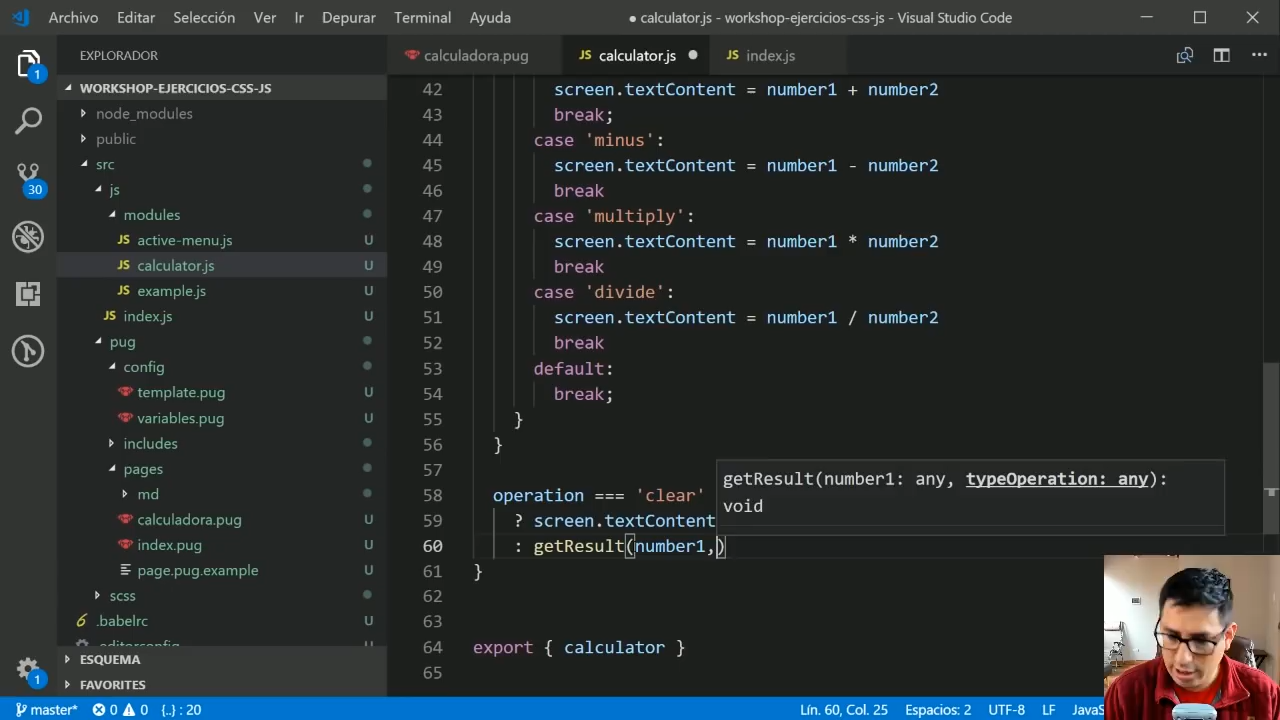 Archivo Editar Selección Ver Ir Depurar Terminal Ayuda ● calculator.js - workshop-ejercicios-css-js - Visual Studio Code
EXPLORADOR
WORKSHOP-EJERCICIOS-CSS-JS
node_modules
public
src
js
modules
JS active-menu.js U
JS calculator.js U
JS example.js U
JS index.js U
pug
config
template.pug U
variables.pug U
includes
pages
md
calculadora.pug U
index.pug U
page.pug.example U
scss
.babelrc U
.editorconfig
ESQUEMA
FAVORITES
1
30
1
calculadora.pug JS calculator.js ● JS index.js
42 screen.textContent = number1 + number2
43 break;
44 case 'minus':
45 screen.textContent = number1 - number2
46 break
47 case 'multiply':
48 screen.textContent = number1 * number2
49 break
50 case 'divide':
51 screen.textContent = number1 / number2
52 break
53 default:
54 break;
55 }
56 }
57
58 operation === 'clear'
59 ? screen.textContent
60 : getResult(number1,)
61 }
62
63
64 export { calculator }
65
getResult(number1: any, typeOperation: any):
void
master* 0 0 {..} : 20 Lín. 60, Col. 25 Espacios: 2 UTF-8 LF